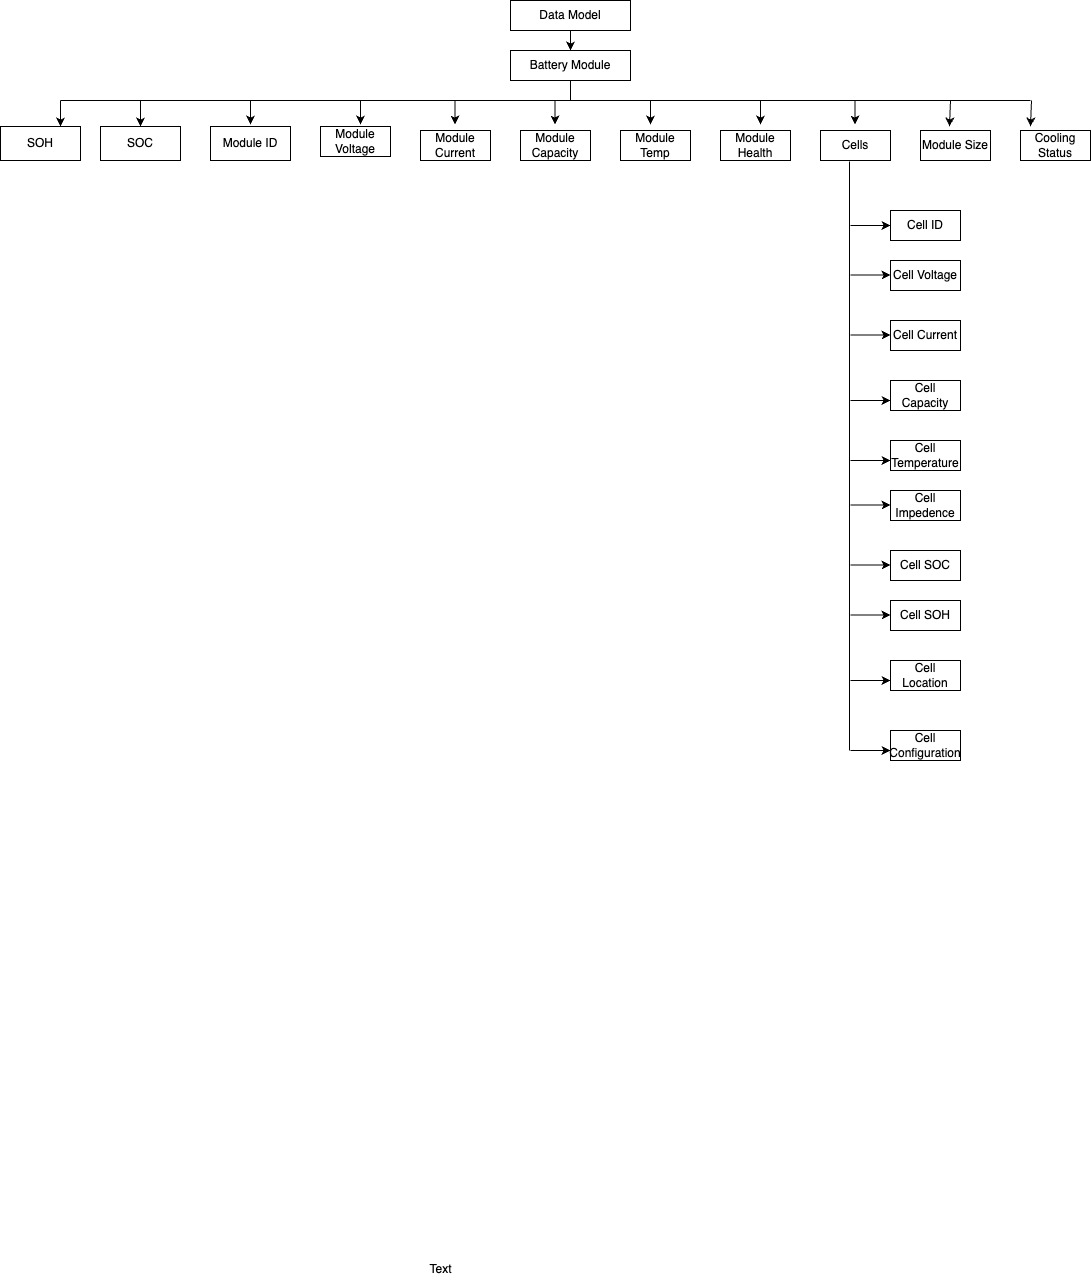 Data Model
Battery Module
SOH
SOC
Module ID
Module
Voltage
Module
Current
Module
Capacity
Module
Temp
Module
Health
Cells
Module Size
Cooling
Status
Cell ID
Cell Voltage
Cell Current
Cell
Capacity
Cell
Temperature
Cell
Impedence
Cell SOC
Cell SOH
Cell
Location
Cell
Configuration
Text